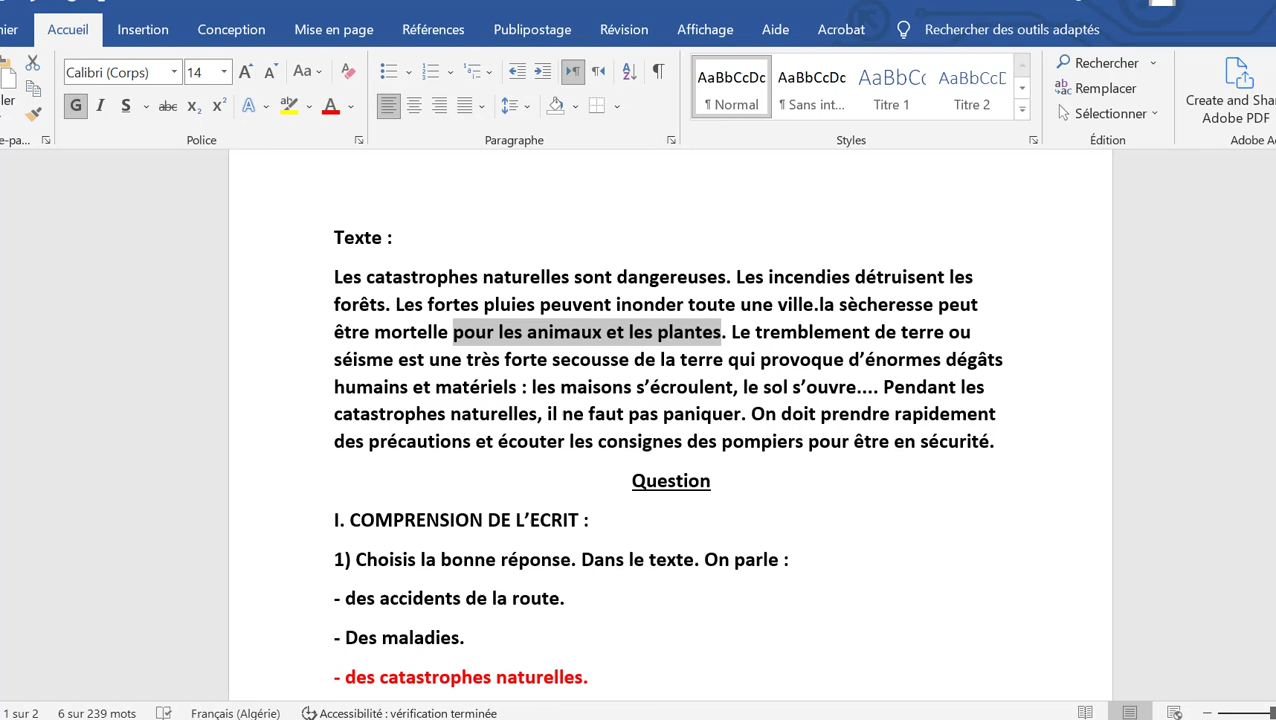 Accueil Insertion Conception Mise en page Références Publipostage Révision Affichage Aide Acrobat Rechercher des outils adaptés
Calibri (Corps) 14 Aa
G I S abc x₂ x² A A
Police Paragraphe Styles Édition
AaBbCcDc AaBbCcDc AaBbCc AaBbCcD
¶ Normal ¶ Sans int... Titre 1 Titre 2
Rechercher
Remplacer
Sélectionner
Create and Sha
Adobe PDF
Adobe A
Texte :
Les catastrophes naturelles sont dangereuses. Les incendies détruisent les
forêts. Les fortes pluies peuvent inonder toute une ville.la sècheresse peut
être mortelle pour les animaux et les plantes. Le tremblement de terre ou
séisme est une très forte secousse de la terre qui provoque d’énormes dégâts
humains et matériels : les maisons s’écroulent, le sol s’ouvre.... Pendant les
catastrophes naturelles, il ne faut pas paniquer. On doit prendre rapidement
des précautions et écouter les consignes des pompiers pour être en sécurité.
Question
I. COMPRENSION DE L’ECRIT :
1) Choisis la bonne réponse. Dans le texte. On parle :
- des accidents de la route.
- Des maladies.
- des catastrophes naturelles.
1 sur 2 6 sur 239 mots Français (Algérie) Accessibilité : vérification terminée